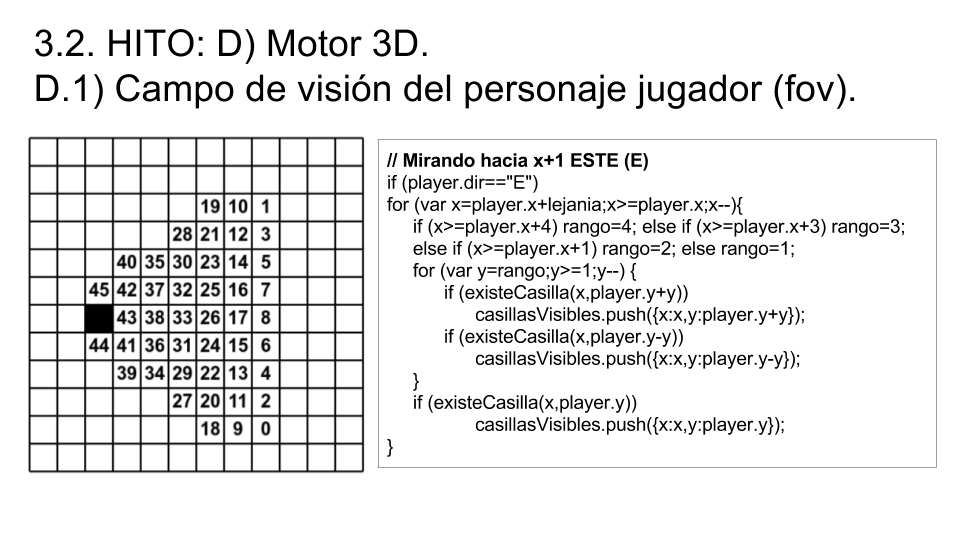 3.2. HITO: D) Motor 3D.
D.1) Campo de visión del personaje jugador (fov).
19 10 1
28 21 12 3
40 35 30 23 14 5
45 42 37 32 25 16 7
43 38 33 26 17 8
44 41 36 31 24 15 6
39 34 29 22 13 4
27 20 11 2
18 9 0
// Mirando hacia x+1 ESTE (E)
if (player.dir=="E")
for (var x=player.x+lejania;x>=player.x;x--){
if (x>=player.x+4) rango=4; else if (x>=player.x+3) rango=3;
else if (x>=player.x+1) rango=2; else rango=1;
for (var y=rango;y>=1;y--) {
if (existeCasilla(x,player.y+y))
casillasVisibles.push({x:x,y:player.y+y});
if (existeCasilla(x,player.y-y))
casillasVisibles.push({x:x,y:player.y-y});
}
if (existeCasilla(x,player.y))
casillasVisibles.push({x:x,y:player.y});
}